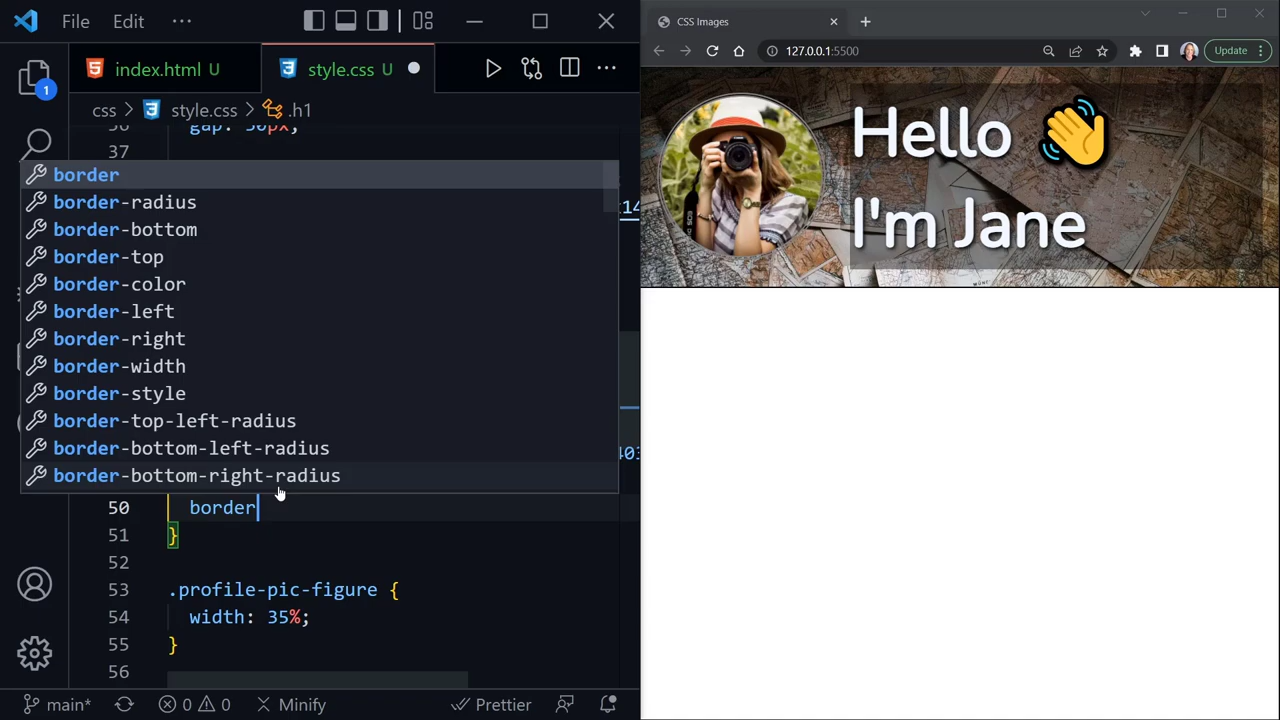 File Edit ···
index.html U
style.css U
css > style.css > .h1
37
border
border-radius
border-bottom
border-top
border-color
border-left
border-right
border-width
border-style
border-top-left-radius
border-bottom-left-radius
border-bottom-right-radius
50 border
51 }
52
53 .profile-pic-figure {
54 width: 35%;
55 }
56
main* 0 0 Minify Prettier
1
CSS Images
127.0.0.1:5500
Update
Hello 👋
I'm Jane